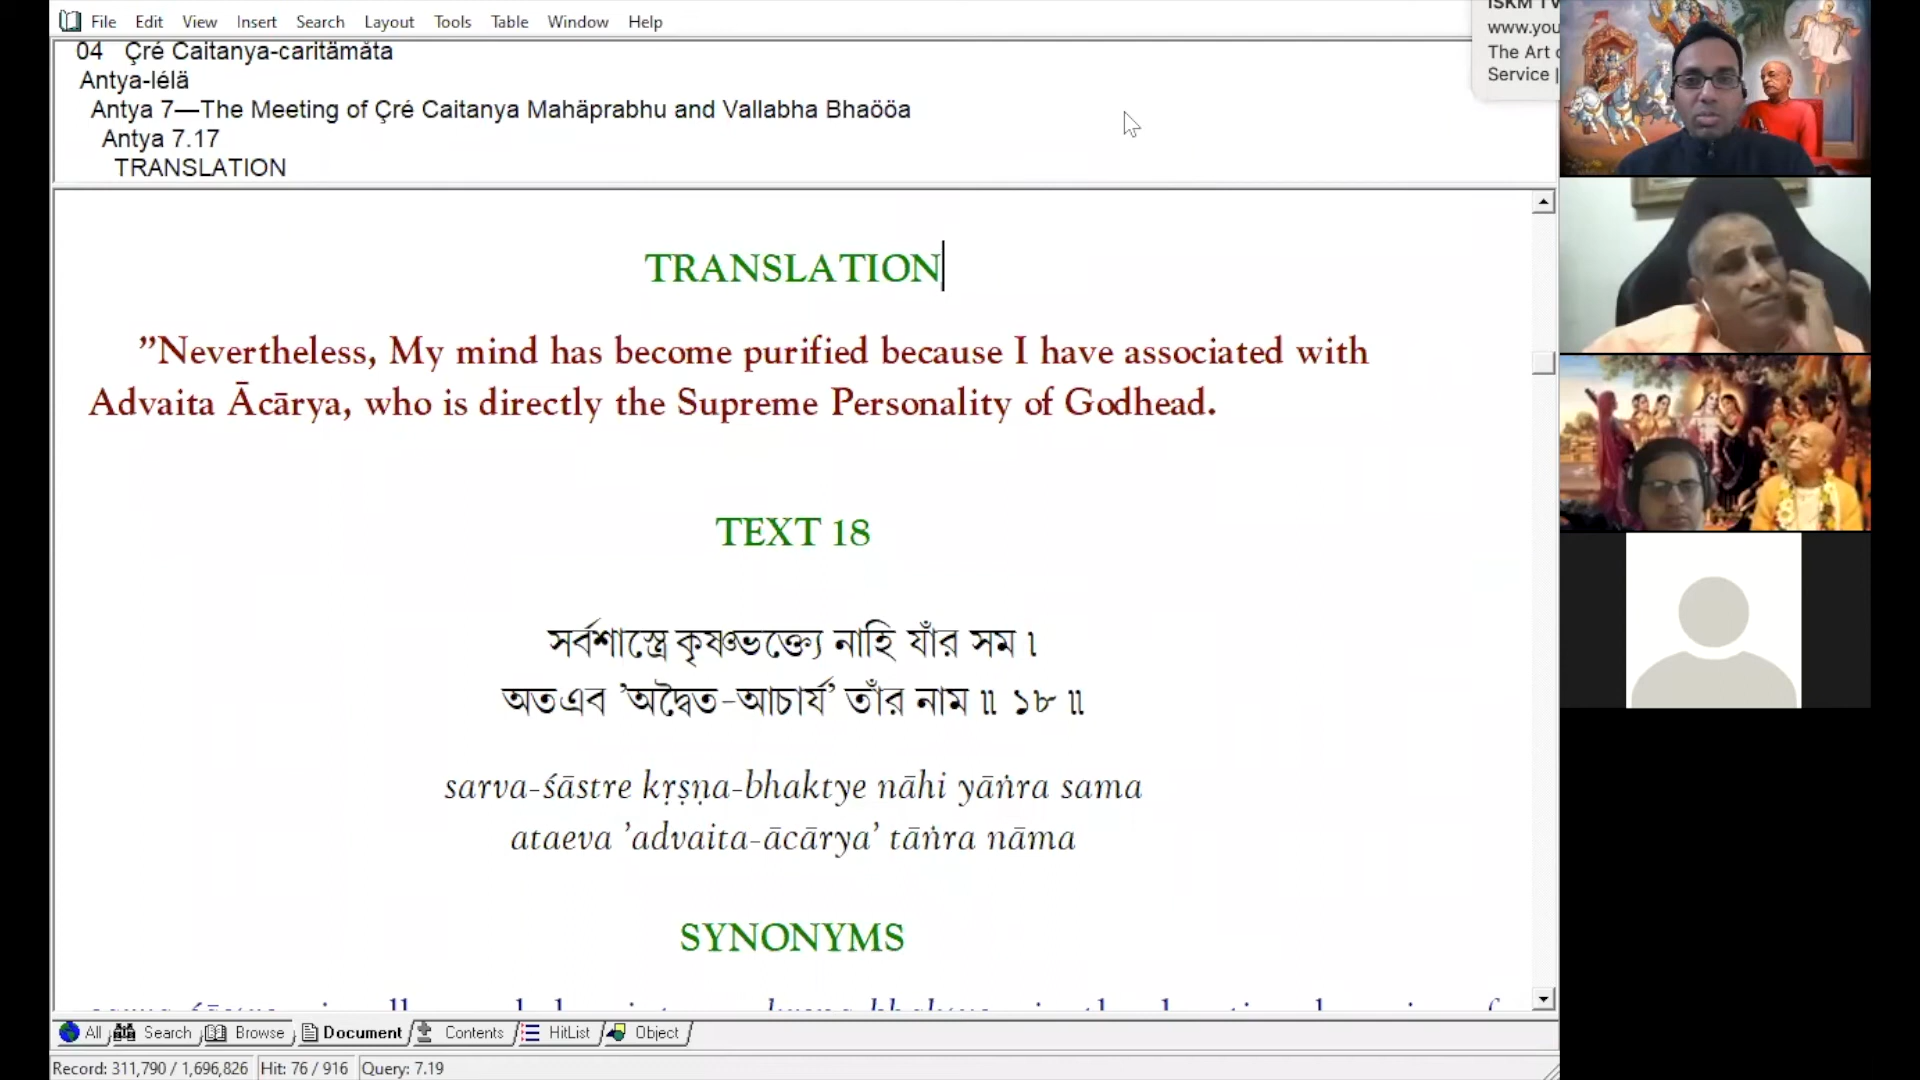 File Edit View Insert Search Layout Tools Table Window Help
ISKM TV
www.you
The Art
Service |
04 Çré Caitanya-caritämåta
Antya-lélä
Antya 7—The Meeting of Çré Caitanya Mahäprabhu and Vallabha Bhaööa
Antya 7.17
TRANSLATION
TRANSLATION
”Nevertheless, My mind has become purified because I have associated with
Advaita Ācārya, who is directly the Supreme Personality of Godhead.
TEXT 18
সর্বশাস্ত্রে কৃষ্ণভক্ত্যে নাহি যাঁর সম ৷
অতএব ’অদ্বৈত-আচার্য’ তাঁর নাম ৷৷ ১৮ ৷৷
sarva-śāstre kṛṣṇa-bhaktye nāhi yāṅra sama
ataeva ’advaita-ācārya’ tāṅra nāma
SYNONYMS
All Search Browse Document Contents HitList Object
Record: 311,790 / 1,696,826 Hit: 76 / 916 Query: 7.19